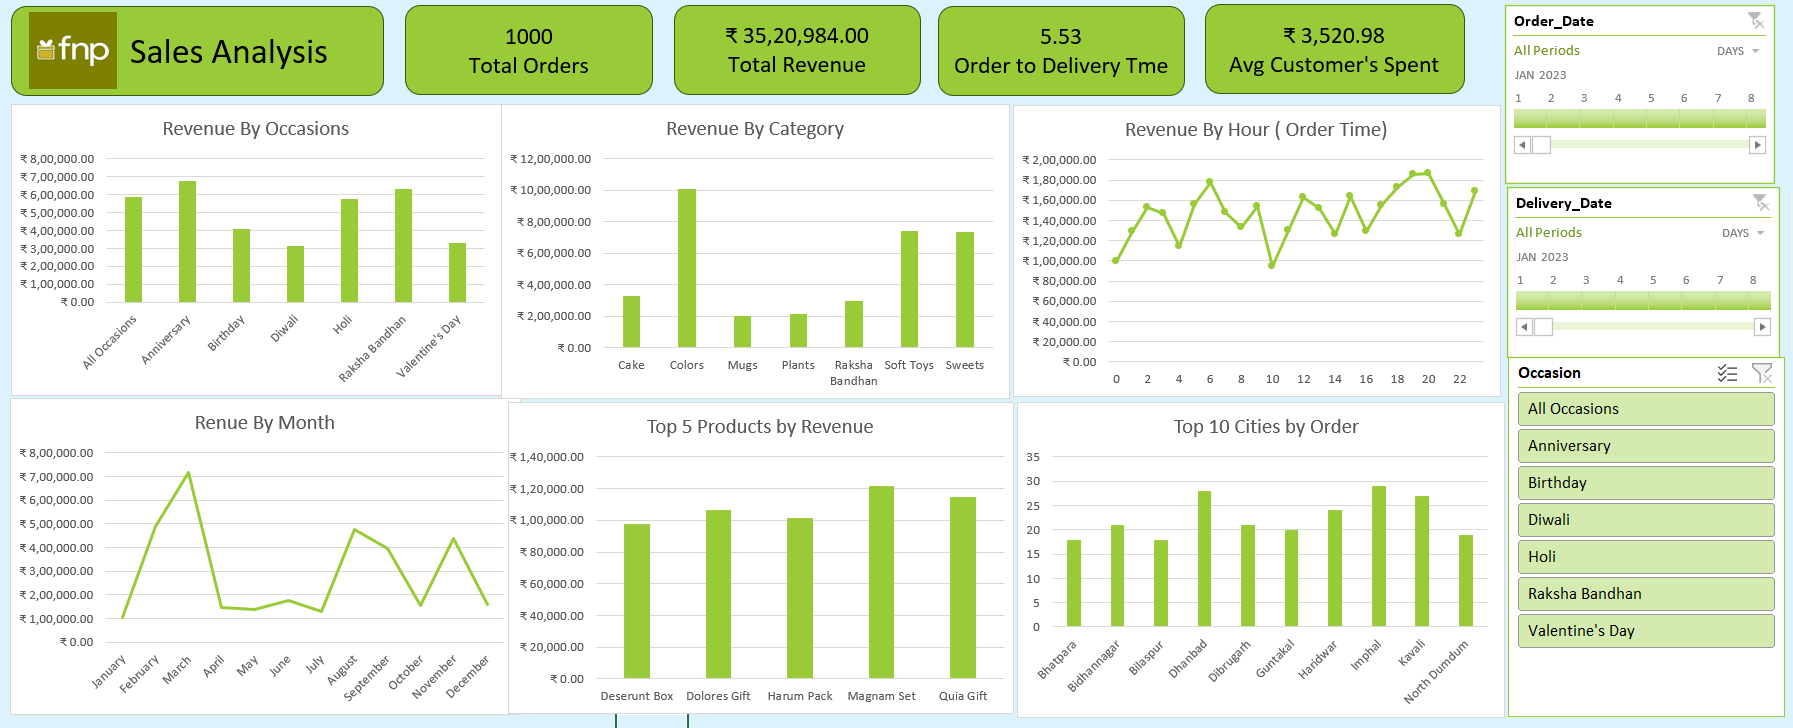 fnp
Sales Analysis
1000
Total Orders
₹ 35,20,984.00
Total Revenue
5.53
Order to Delivery Tme
₹ 3,520.98
Avg Customer's Spent
Order_Date
All Periods
DAYS
JAN 2023
1 2 3 4 5 6 7 8
Delivery_Date
All Periods
DAYS
JAN 2023
1 2 3 4 5 6 7 8
Occasion
All Occasions
Anniversary
Birthday
Diwali
Holi
Raksha Bandhan
Valentine's Day
Revenue By Occasions
₹ 8,00,000.00
₹ 7,00,000.00
₹ 6,00,000.00
₹ 5,00,000.00
₹ 4,00,000.00
₹ 3,00,000.00
₹ 2,00,000.00
₹ 1,00,000.00
₹ 0.00
All Occasions
Anniversary
Birthday
Diwali
Holi
Raksha Bandhan
Valentine's Day
Revenue By Category
₹ 12,00,000.00
₹ 10,00,000.00
₹ 8,00,000.00
₹ 6,00,000.00
₹ 4,00,000.00
₹ 2,00,000.00
₹ 0.00
Cake Colors Mugs Plants Raksha Soft Toys Sweets
Bandhan
Revenue By Hour ( Order Time)
₹ 2,00,000.00
₹ 1,80,000.00
₹ 1,60,000.00
₹ 1,40,000.00
₹ 1,20,000.00
₹ 1,00,000.00
₹ 80,000.00
₹ 60,000.00
₹ 40,000.00
₹ 20,000.00
₹ 0.00
0 2 4 6 8 10 12 14 16 18 20 22
Renue By Month
₹ 8,00,000.00
₹ 7,00,000.00
₹ 6,00,000.00
₹ 5,00,000.00
₹ 4,00,000.00
₹ 3,00,000.00
₹ 2,00,000.00
₹ 1,00,000.00
₹ 0.00
January
February
March
April
May
June
July
August
September
October
November
December
Top 5 Products by Revenue
₹ 1,40,000.00
₹ 1,20,000.00
₹ 1,00,000.00
₹ 80,000.00
₹ 60,000.00
₹ 40,000.00
₹ 20,000.00
₹ 0.00
Deserunt Box Dolores Gift Harum Pack Magnam Set Quia Gift
Top 10 Cities by Order
35
30
25
20
15
10
5
0
Bhatpara
Bidhannagar
Bilaspur
Dhanbad
Dibrugarh
Guntakal
Haridwar
Imphal
Kavali
North Dumdum